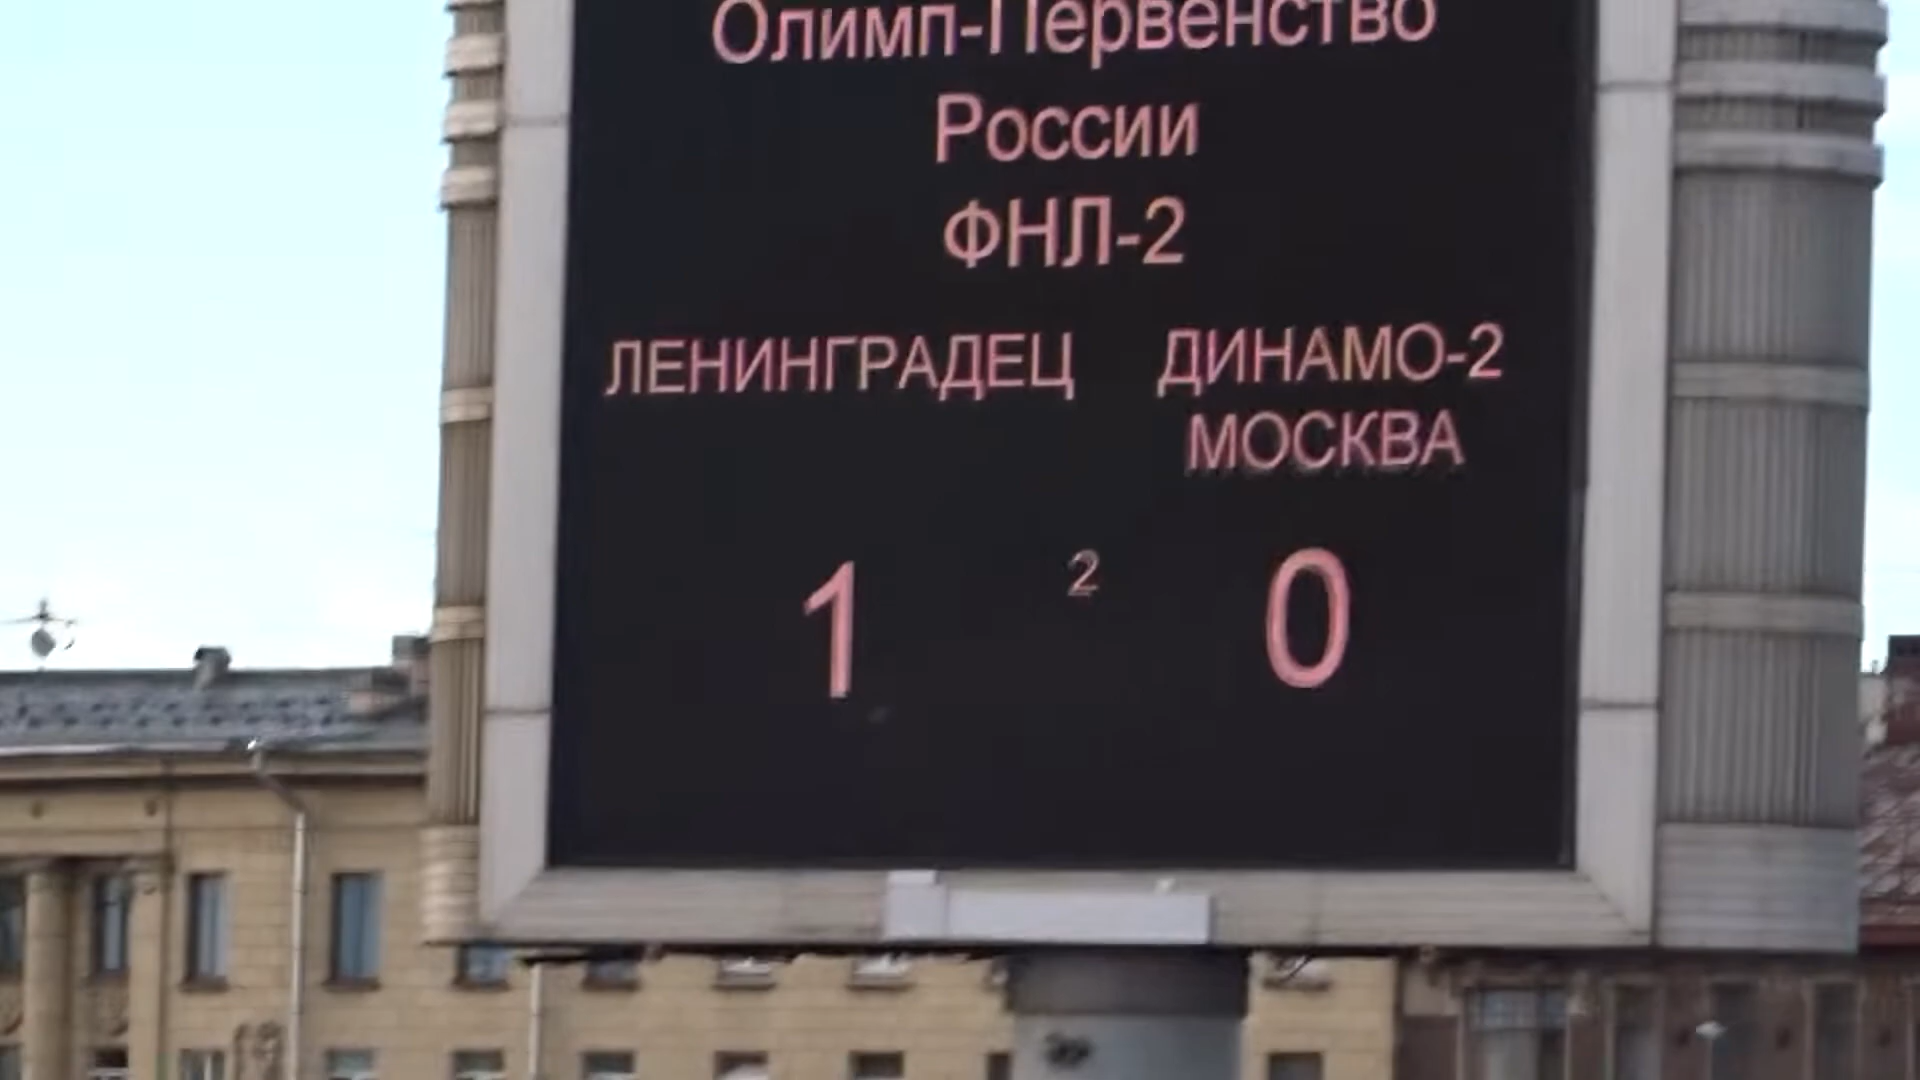 Олимп-Первенство
России
ФНЛ-2
ЛЕНИНГРАДЕЦ ДИНАМО-2
МОСКВА
1 2 0